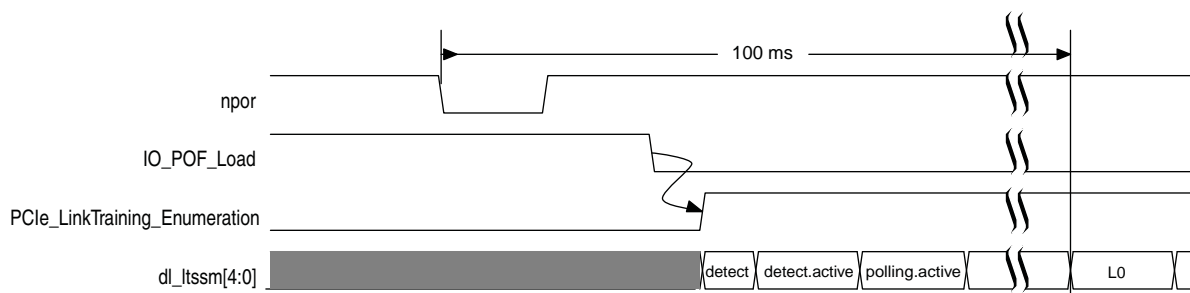 100 ms
npor
IO_POF_Load
PCIe_LinkTraining_Enumeration
dl_ltssm[4:0]
detect
detect.active
polling.active
L0